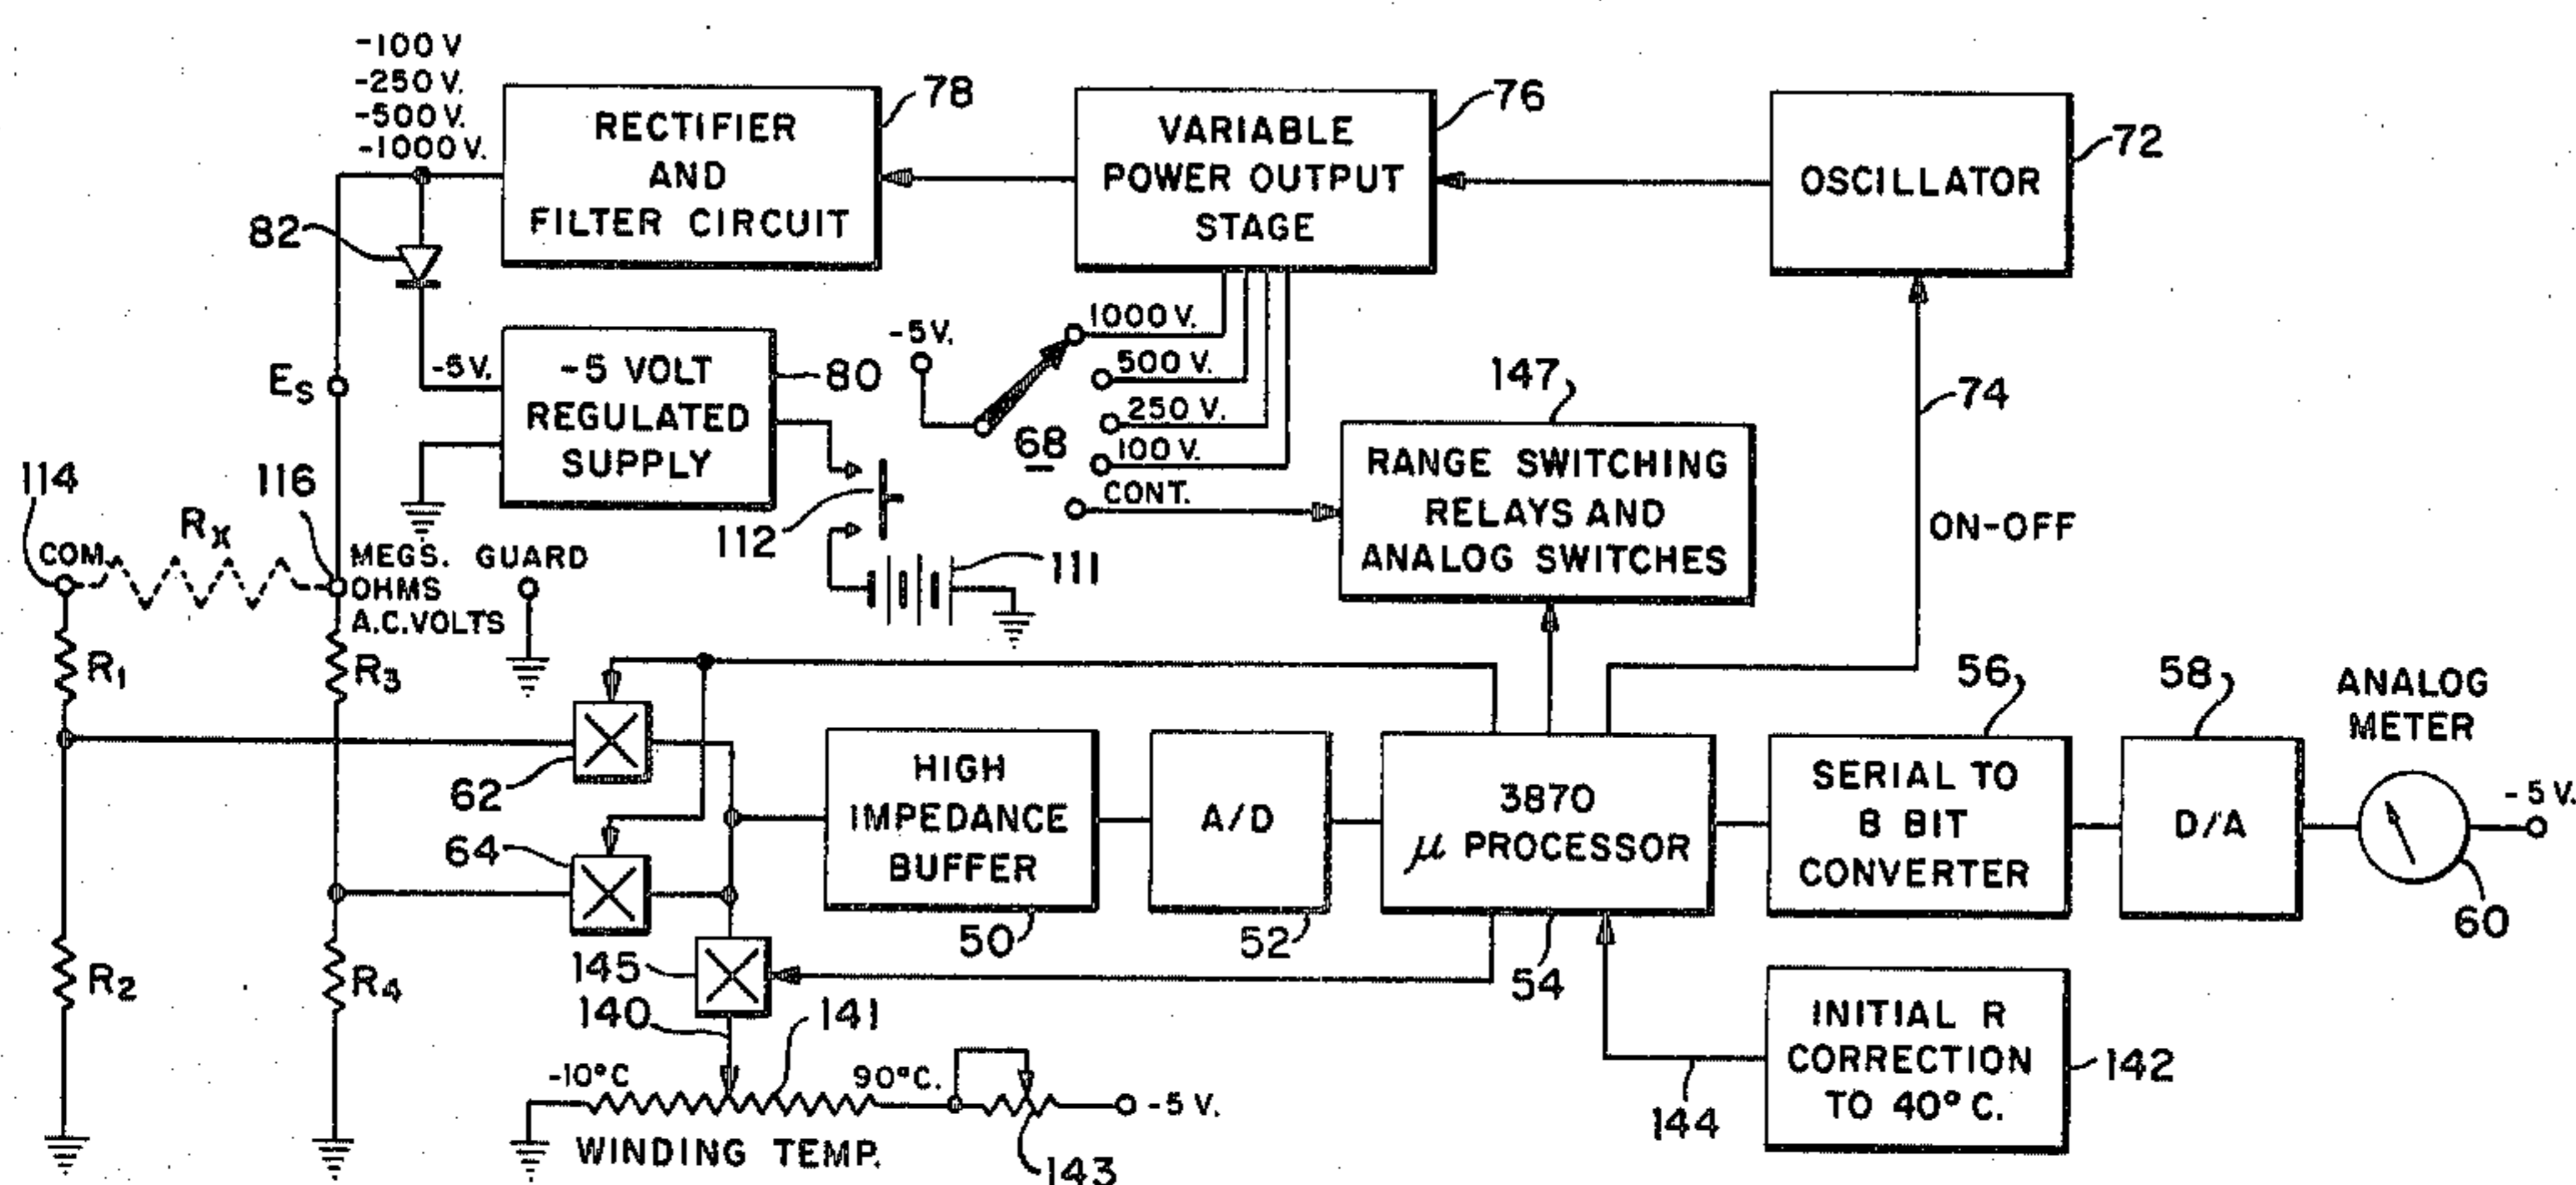 -100 V
-250 V.
-500 V.
-1000 V.
RECTIFIER
AND
FILTER CIRCUIT
78
VARIABLE
POWER OUTPUT
STAGE
76
OSCILLATOR
72
82
-5V.
-5 VOLT
REGULATED
SUPPLY
80
-5V.
1000 V.
500 V.
250 V.
100 V.
CONT.
68
147
RANGE SWITCHING
RELAYS AND
ANALOG SWITCHES
74
ON-OFF
ES
114
COM.
RX
116
MEGS.
OHMS
A.C.VOLTS
GUARD
112
111
R1
R3
62
64
HIGH
IMPEDANCE
BUFFER
50
A/D
52
3870
μ PROCESSOR
54
56
SERIAL TO
8 BIT
CONVERTER
58
D/A
ANALOG
METER
-5 V.
60
R2
R4
145
140
141
-10°C
90°C.
-5 V.
WINDING TEMP.
143
INITIAL R
CORRECTION
TO 40°C.
142
144